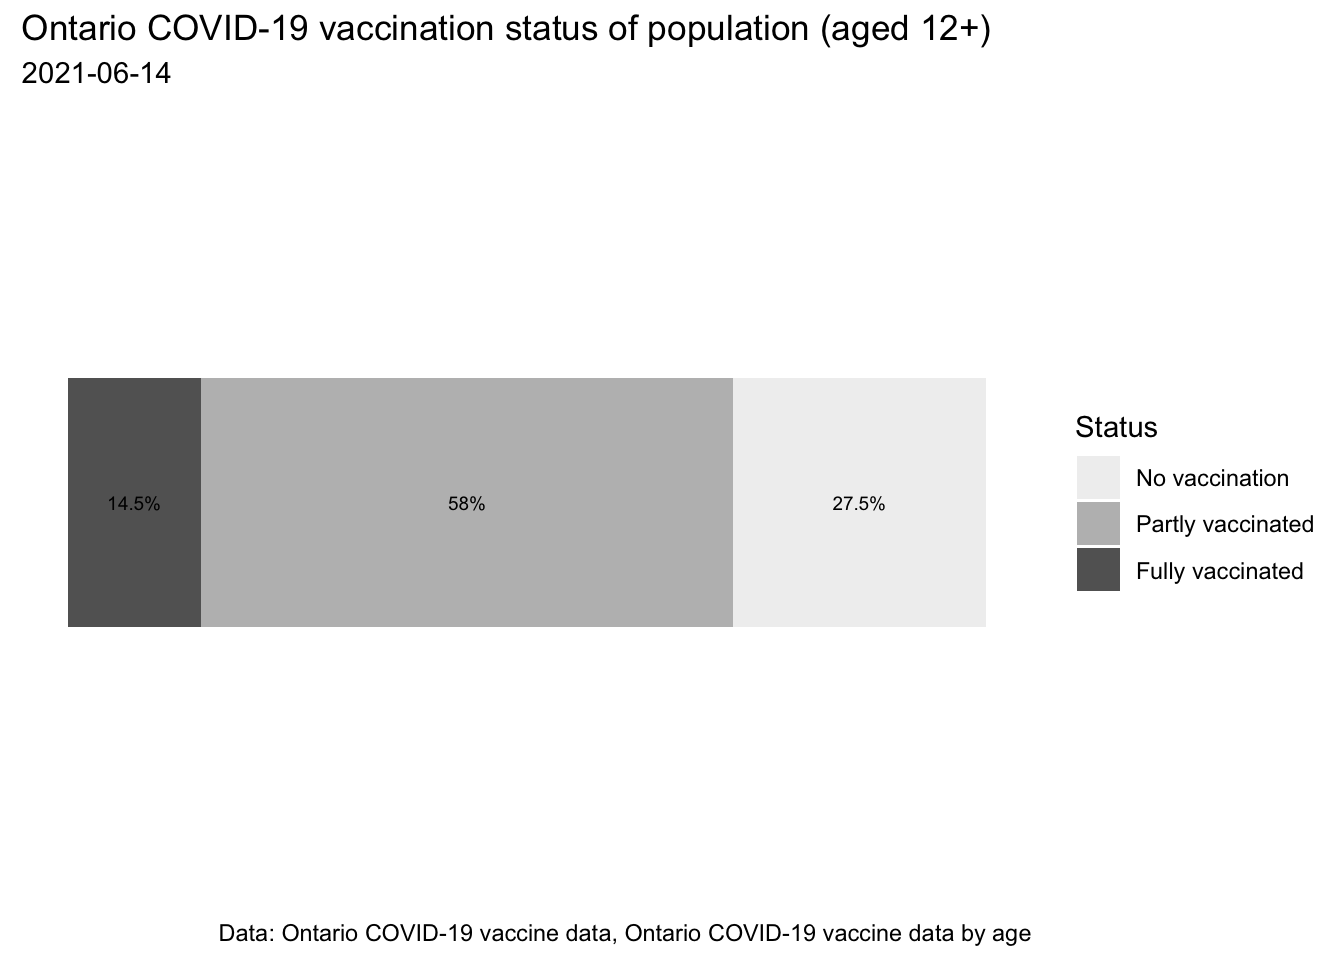 Ontario COVID-19 vaccination status of population (aged 12+)
2021-06-14
14.5%
58%
27.5%
Status
No vaccination
Partly vaccinated
Fully vaccinated
Data: Ontario COVID-19 vaccine data, Ontario COVID-19 vaccine data by age